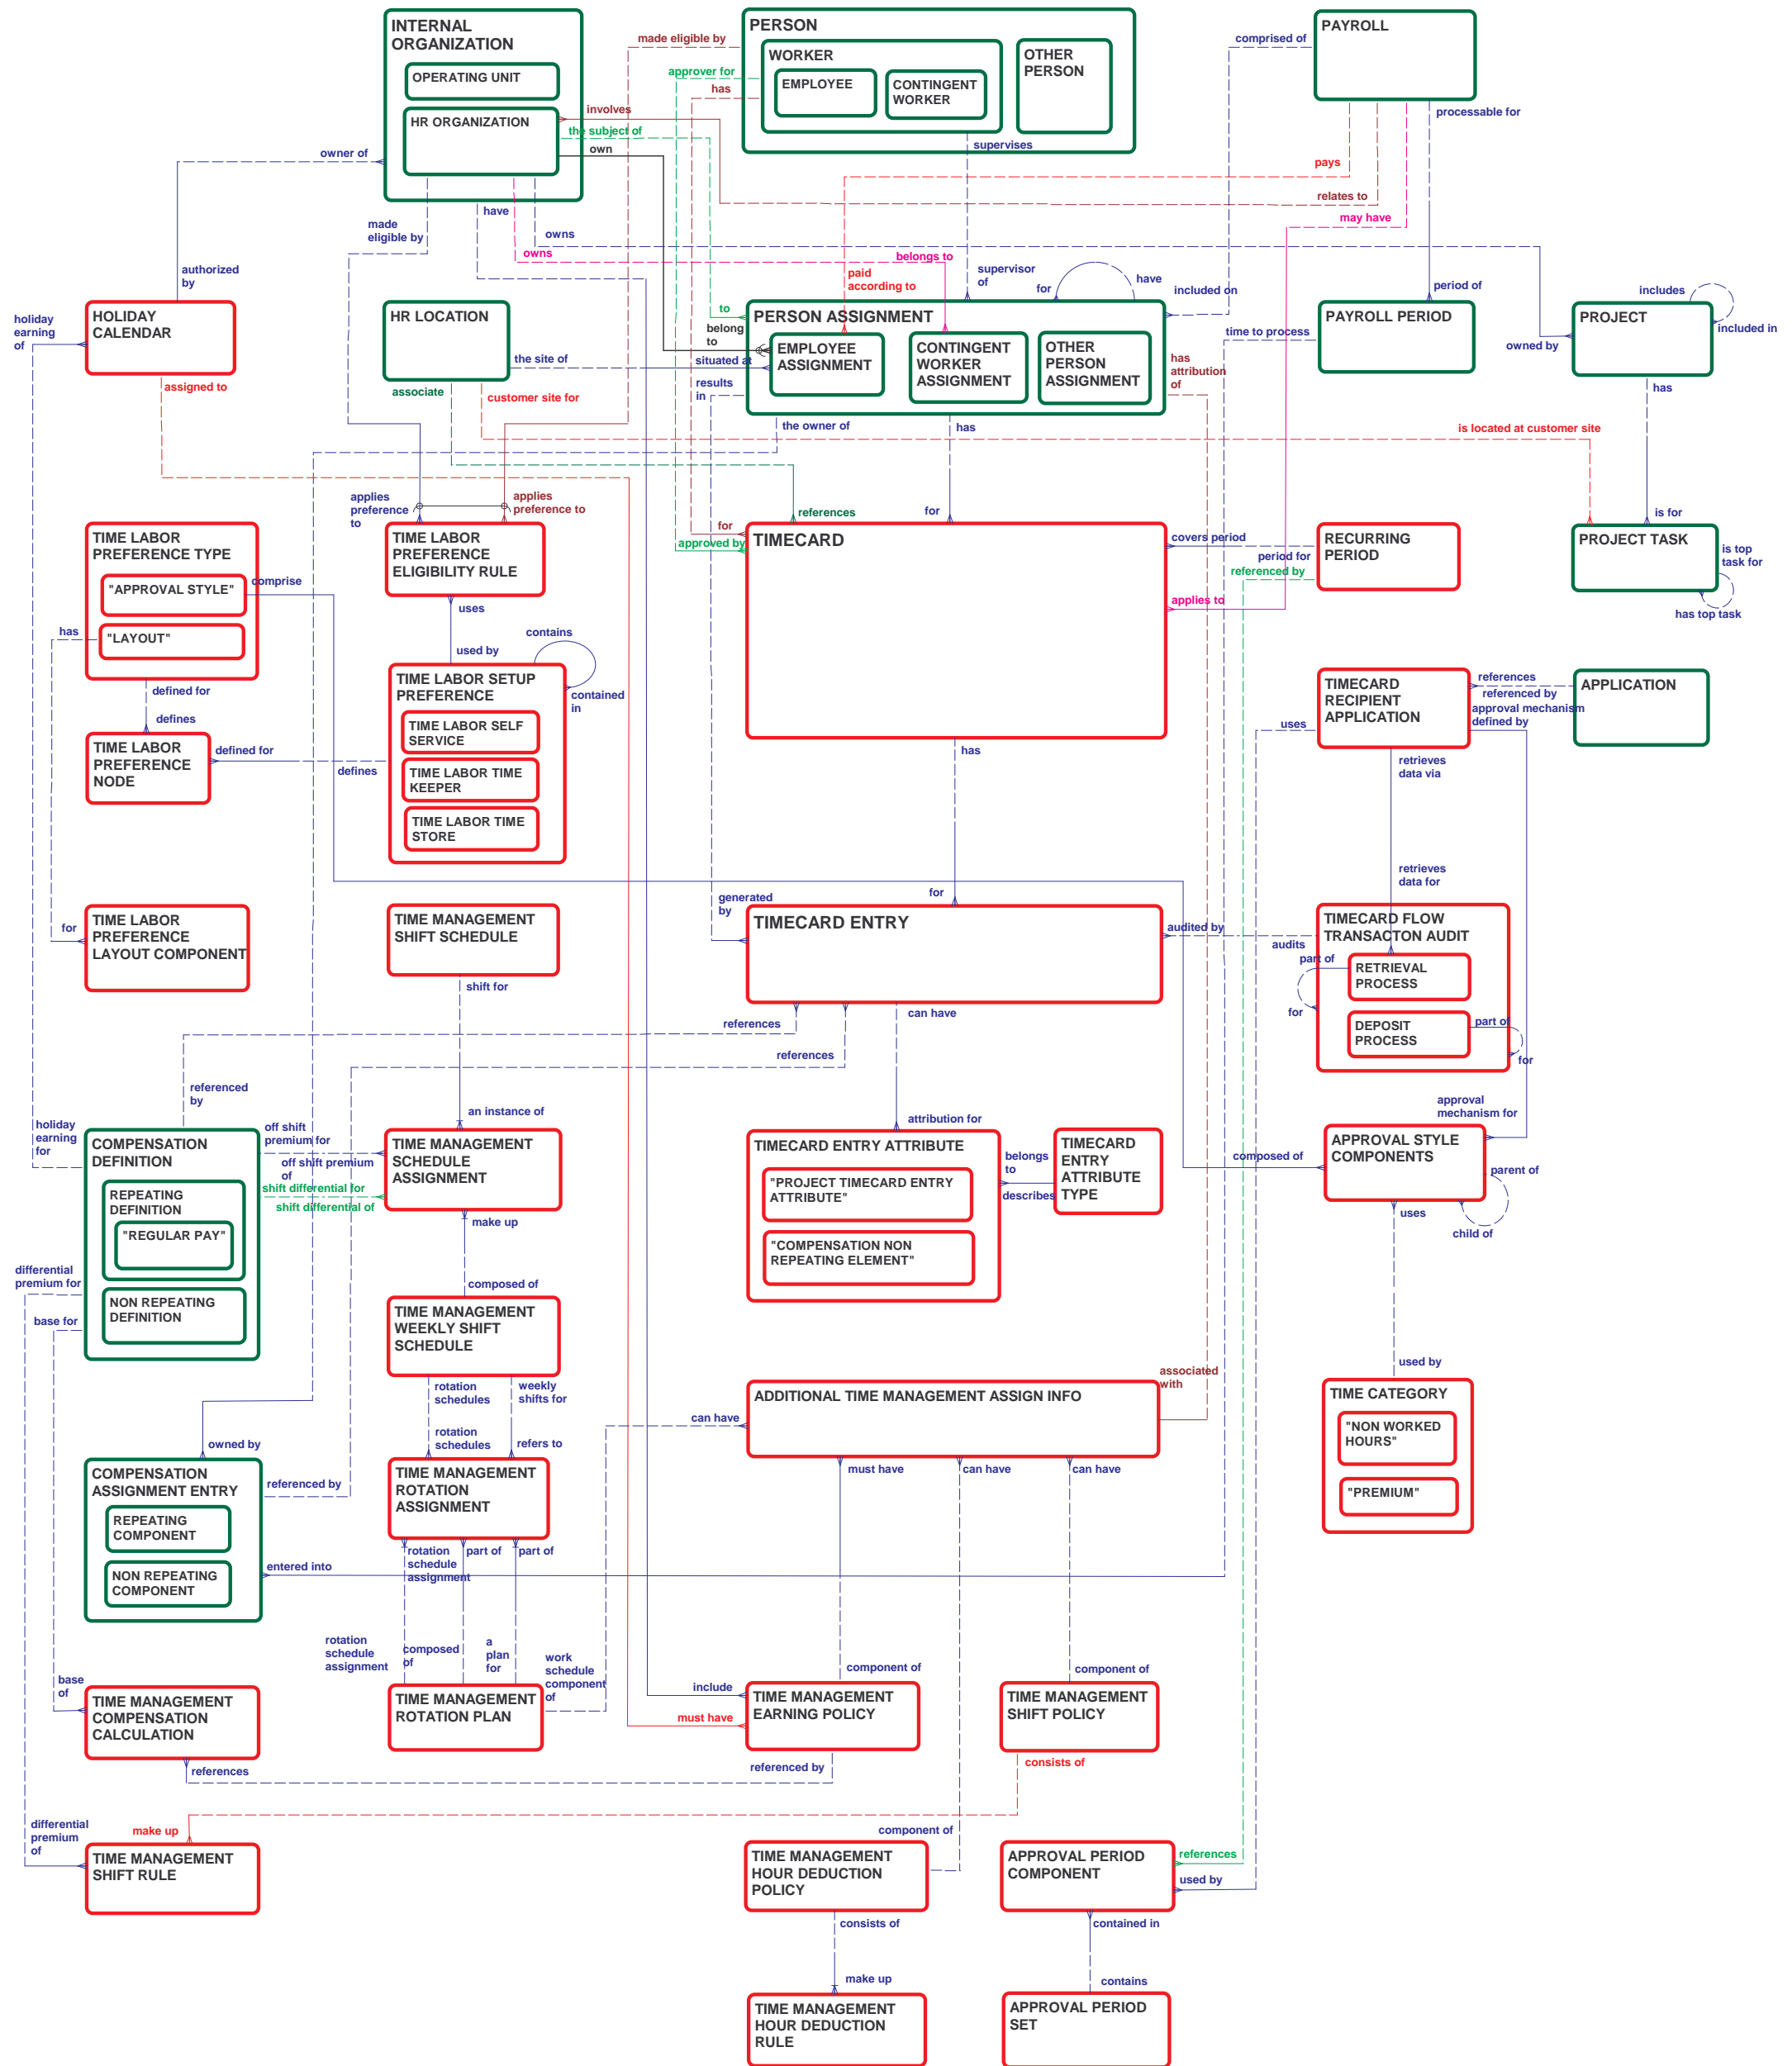 INTERNAL
ORGANIZATION
OPERATING UNIT
HR ORGANIZATION
PERSON
WORKER
EMPLOYEE
CONTINGENT
WORKER
OTHER
PERSON
PAYROLL
made eligible by
approver for
has
comprised of
involves
the subject of
own
owner of
processable for
supervises
pays
relates to
may have
have
made
eligible by
owns
owns
belongs to
authorized
by
supervisor
of
for
have
paid
according to
included on
period of
includes
included in
holiday
earning
of
HOLIDAY
CALENDAR
HR LOCATION
to
belong
to
PERSON ASSIGNMENT
EMPLOYEE
ASSIGNMENT
CONTINGENT
WORKER
ASSIGNMENT
OTHER
PERSON
ASSIGNMENT
has
attribution
of
time to process
PAYROLL PERIOD
owned by
PROJECT
the site of
situated at
results
in
assigned to
associate
customer site for
has
the owner of
has
is located at customer site
applies
preference
to
applies
preference to
references
for
is for
TIME LABOR
PREFERENCE TYPE
"APPROVAL STYLE"
"LAYOUT"
comprise
has
TIME LABOR
PREFERENCE
ELIGIBILITY RULE
for
approved by
TIMECARD
covers period
period for
referenced by
applies to
RECURRING
PERIOD
PROJECT TASK
is top
task for
has top task
uses
contains
used by
contained
in
TIME LABOR SETUP
PREFERENCE
TIME LABOR SELF
SERVICE
TIME LABOR TIME
KEEPER
TIME LABOR TIME
STORE
defined for
defines
TIME LABOR
PREFERENCE
NODE
defined for
defines
TIMECARD
RECIPIENT
APPLICATION
references
referenced by
approval mechanism
defined by
APPLICATION
uses
has
retrieves
data via
retrieves
data for
for
generated
by
for
TIME LABOR
PREFERENCE
LAYOUT COMPONENT
TIME MANAGEMENT
SHIFT SCHEDULE
TIMECARD ENTRY
audited by
audits
TIMECARD FLOW
TRANSACTON AUDIT
part of
RETRIEVAL
PROCESS
for
DEPOSIT
PROCESS
part of
for
shift for
references
can have
references
referenced
by
an instance of
attribution for
approval
mechanism for
holiday
earning
for
COMPENSATION
DEFINITION
REPEATING
DEFINITION
"REGULAR PAY"
NON REPEATING
DEFINITION
off shift
premium for
off shift premium
of
shift differential for
shift differential of
TIME MANAGEMENT
SCHEDULE
ASSIGNMENT
TIMECARD ENTRY ATTRIBUTE
"PROJECT TIMECARD ENTRY
ATTRIBUTE"
"COMPENSATION NON
REPEATING ELEMENT"
belongs
to
describes
TIMECARD
ENTRY
ATTRIBUTE
TYPE
composed of
APPROVAL STYLE
COMPONENTS
parent of
child of
uses
make up
composed of
differential
premium for
base for
TIME MANAGEMENT
WEEKLY SHIFT
SCHEDULE
rotation
schedules
weekly
shifts for
rotation
schedules
refers to
associated
with
can have
ADDITIONAL TIME MANAGEMENT ASSIGN INFO
used by
TIME CATEGORY
"NON WORKED
HOURS"
"PREMIUM"
owned by
COMPENSATION
ASSIGNMENT ENTRY
REPEATING
COMPONENT
NON REPEATING
COMPONENT
referenced by
TIME MANAGEMENT
ROTATION
ASSIGNMENT
must have
can have
can have
entered into
rotation
schedule
assignment
part of
part of
rotation
schedule
assignment
composed
of
a
plan
for
work
schedule
component
of
component of
component of
base
of
TIME MANAGEMENT
COMPENSATION
CALCULATION
TIME MANAGEMENT
ROTATION PLAN
include
must have
TIME MANAGEMENT
EARNING POLICY
TIME MANAGEMENT
SHIFT POLICY
references
referenced by
consists of
differential
premium
of
make up
component of
TIME MANAGEMENT
SHIFT RULE
TIME MANAGEMENT
HOUR DEDUCTION
POLICY
APPROVAL PERIOD
COMPONENT
references
used by
consists of
contained in
make up
contains
TIME MANAGEMENT
HOUR DEDUCTION
RULE
APPROVAL PERIOD
SET